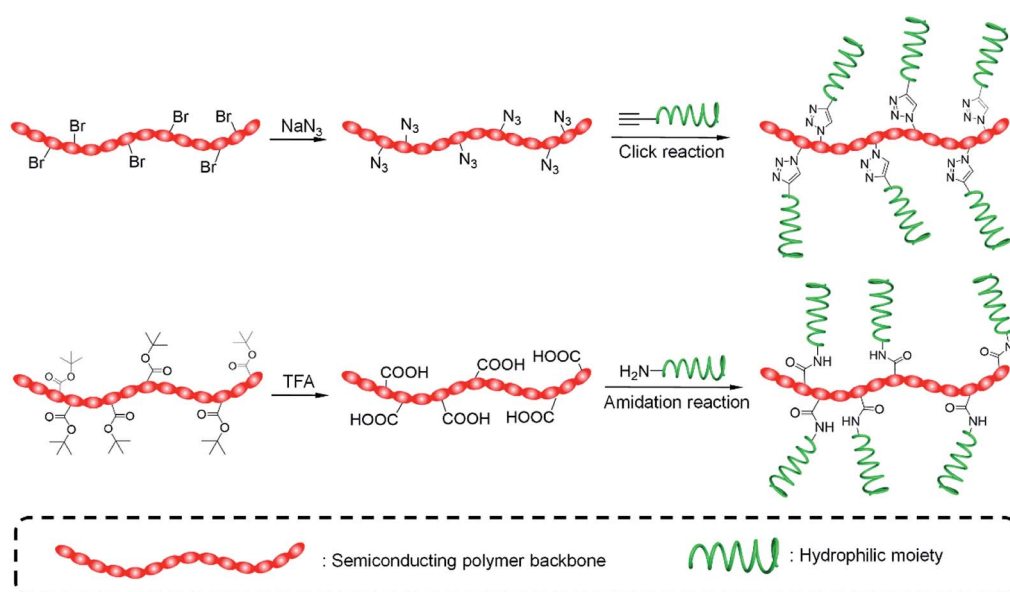 Br Br Br Br Br Br
NaN3
N3 N3 N3 N3 N3 N3
Click reaction
N N N N N N N N N
N N N N N N N N N
TFA
O O O O O O O O O O O O
COOH COOH HOOC
HOOC COOH HOOC
H2N
Amidation reaction
NH O HN O O N
O NH HN O O NH
: Semiconducting polymer backbone
: Hydrophilic moiety